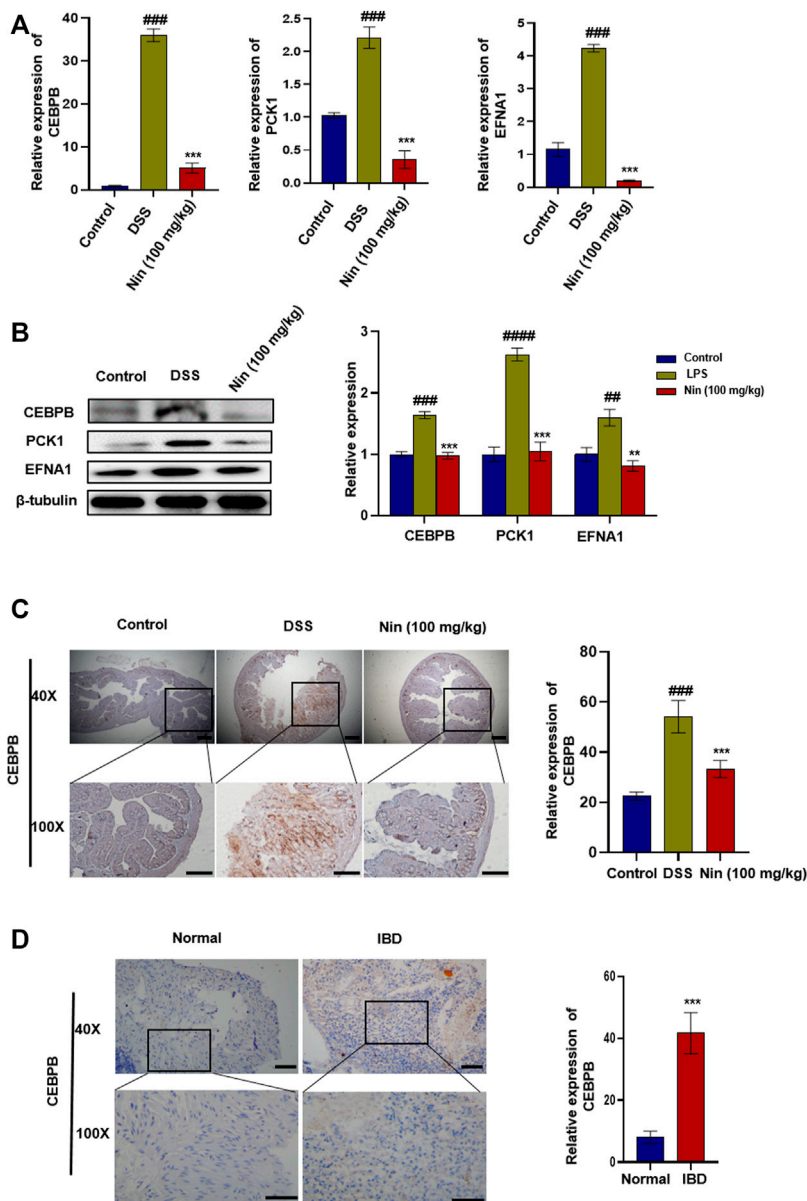 A
Relative expression of
CEBPB
40
30
20
10
0
###
***
Control
DSS
Nin (100 mg/kg)
Relative expression of
PCK1
2.5
2.0
1.5
1.0
0.5
0.0
###
***
Control
DSS
Nin (100 mg/kg)
Relative expression of
EFNA1
5
4
3
2
1
0
###
***
Control
DSS
Nin (100 mg/kg)
B
Control
DSS
Nin (100 mg/kg)
CEBPB
PCK1
EFNA1
β-tubulin
Relative expression
3
2
1
0
###
***
####
***
##
**
CEBPB
PCK1
EFNA1
Control
LPS
Nin (100 mg/kg)
C
Control
DSS
Nin (100 mg/kg)
CEBPB
40X
100X
Relative expression of
CEBPB
80
60
40
20
0
###
***
Control
DSS
Nin (100 mg/kg)
D
Normal
IBD
CEBPB
40X
100X
Relative expression of
CEBPB
60
40
20
0
***
Normal
IBD